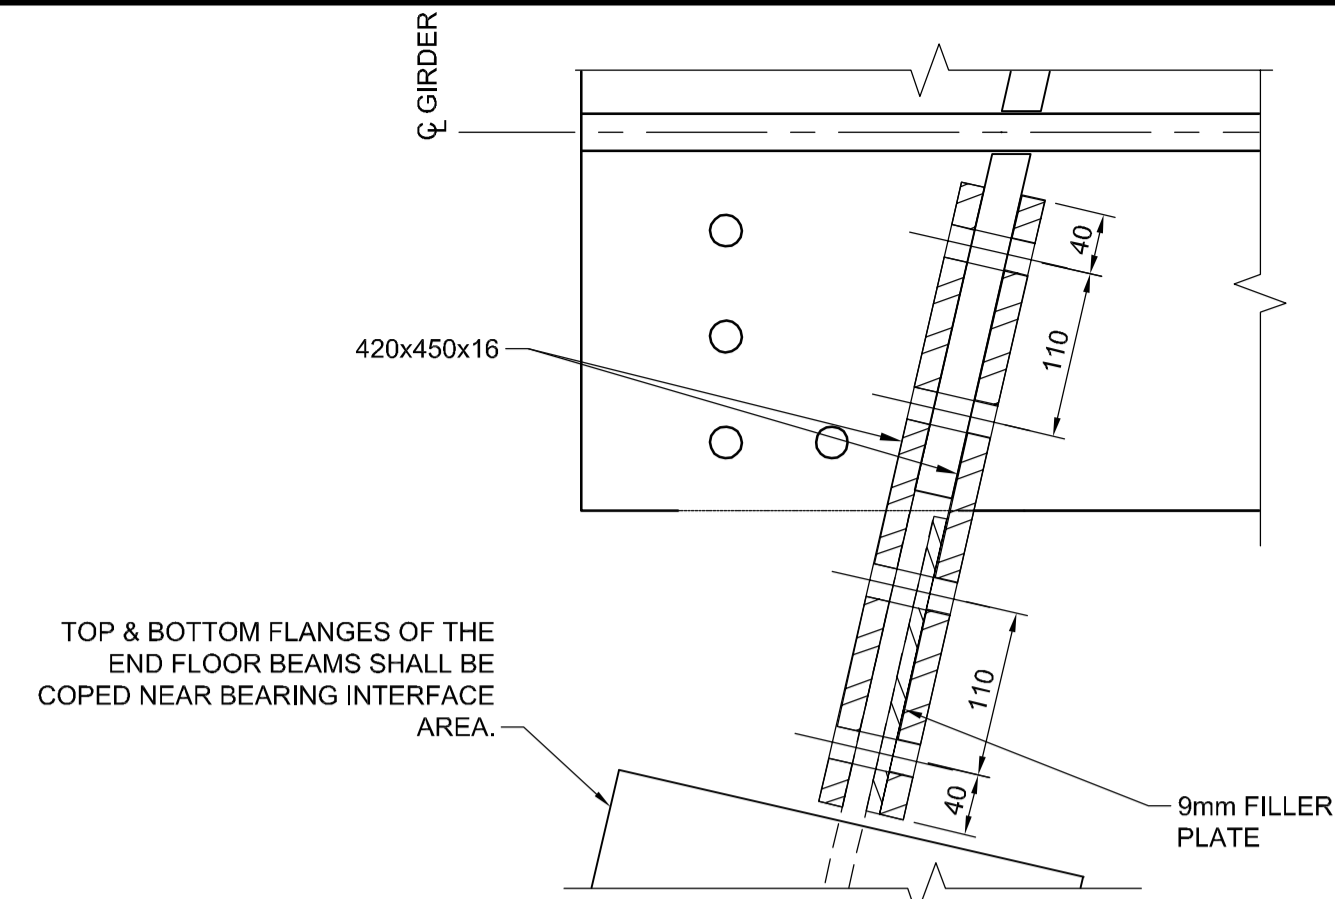 ℄ GIRDER
40
110
420x450x16
TOP & BOTTOM FLANGES OF THE
END FLOOR BEAMS SHALL BE
COPED NEAR BEARING INTERFACE
AREA.
110
40
9mm FILLER
PLATE